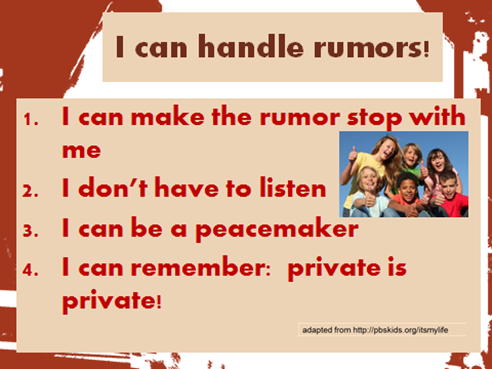 I can handle rumors!
1. I can make the rumor stop with
me
2. I don't have to listen
3. I can be a peacemaker
4. I can remember:  private is
private!
adapted from http://pbskids.org/itsmylife